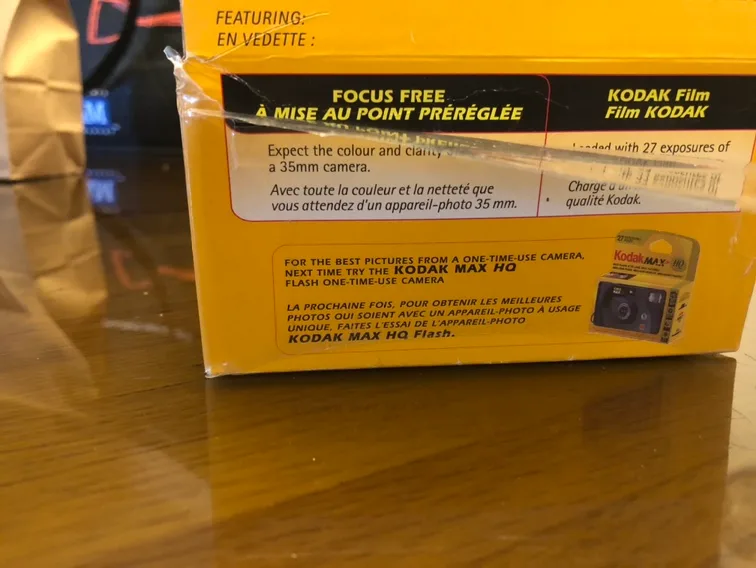 FEATURING:
EN VEDETTE :
FOCUS FREE
À MISE AU POINT PRÉRÉGLÉE
Expect the colour and clarity
a 35mm camera.
Avec toute la couleur et la netteté que
vous attendez d'un appareil-photo 35 mm.
KODAK Film
Film KODAK
Loaded with 27 exposures of
Chargé
qualité Kodak.
FOR THE BEST PICTURES FROM A ONE-TIME-USE CAMERA,
NEXT TIME TRY THE KODAK MAX HQ
FLASH ONE-TIME-USE CAMERA
LA PROCHAINE FOIS, POUR OBTENIR LES MEILLEURES
PHOTOS QUI SOIENT AVEC UN APPAREIL-PHOTO À USAGE
UNIQUE, FAITES L'ESSAI DE L'APPAREIL-PHOTO
KODAK MAX HQ Flash.
Kodak MAX HQ